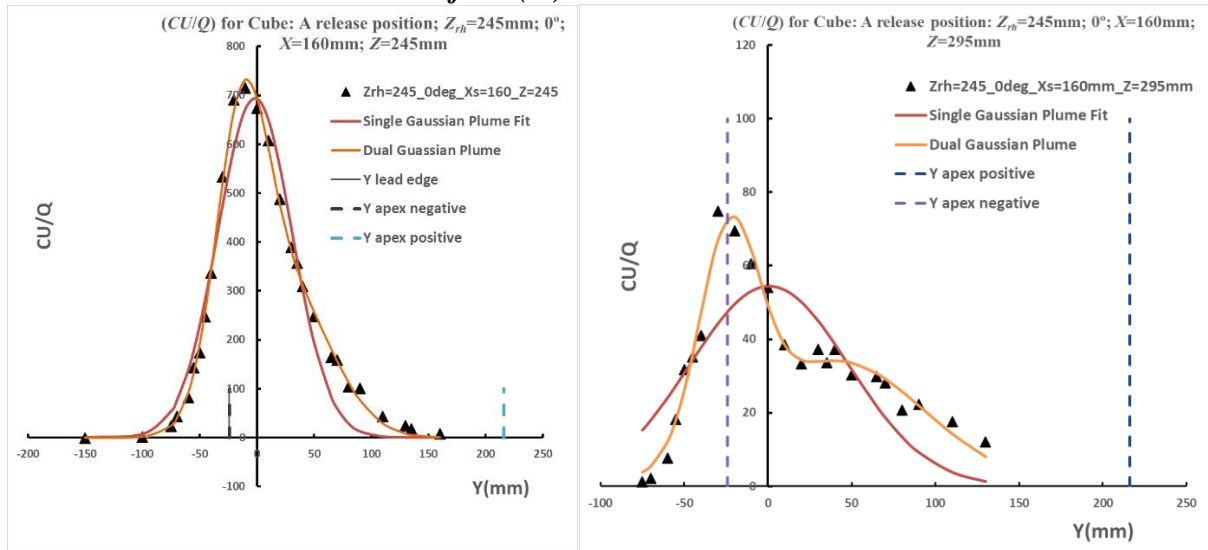 (CU/Q) for Cube: A release position, Zrh=245mm; 0º;
X=160mm; Z=245mm
800
700
600
500
400
300
200
100
0
-100
-200
-150
-100
-50
0
50
100
150
200
250
CU/Q
Y(mm)
Zrh=245_0deg_Xs=160_Z=245
Single Gaussian Plume Fit
Dual Guassian Plume
Y lead edge
Y apex negative
Y apex positive
(CU/Q) for Cube: A release position: Zrh=245mm; 0º; X=160mm;
Z=295mm
120
100
80
60
40
20
0
-100
-50
0
50
100
150
200
250
CU/Q
Y(mm)
Zrh=245_0deg_Xs=160mm_Z=295mm
Single Gaussian Plume Fit
Dual Gaussian Plume
Y apex positive
Y apex negative